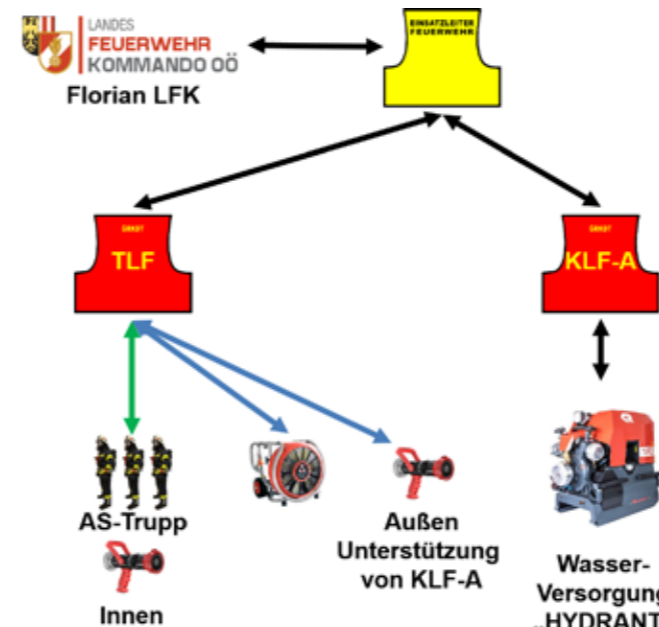 LANDES
FEUERWEHR
KOMMANDO OÖ
Florian LFK
EINSATZLEITER
FEUERWEHR
TLF
KLF-A
AS-Trupp
Innen
Außen
Unterstützung
von KLF-A
Wasser-
Versorgung
„HYDRANT